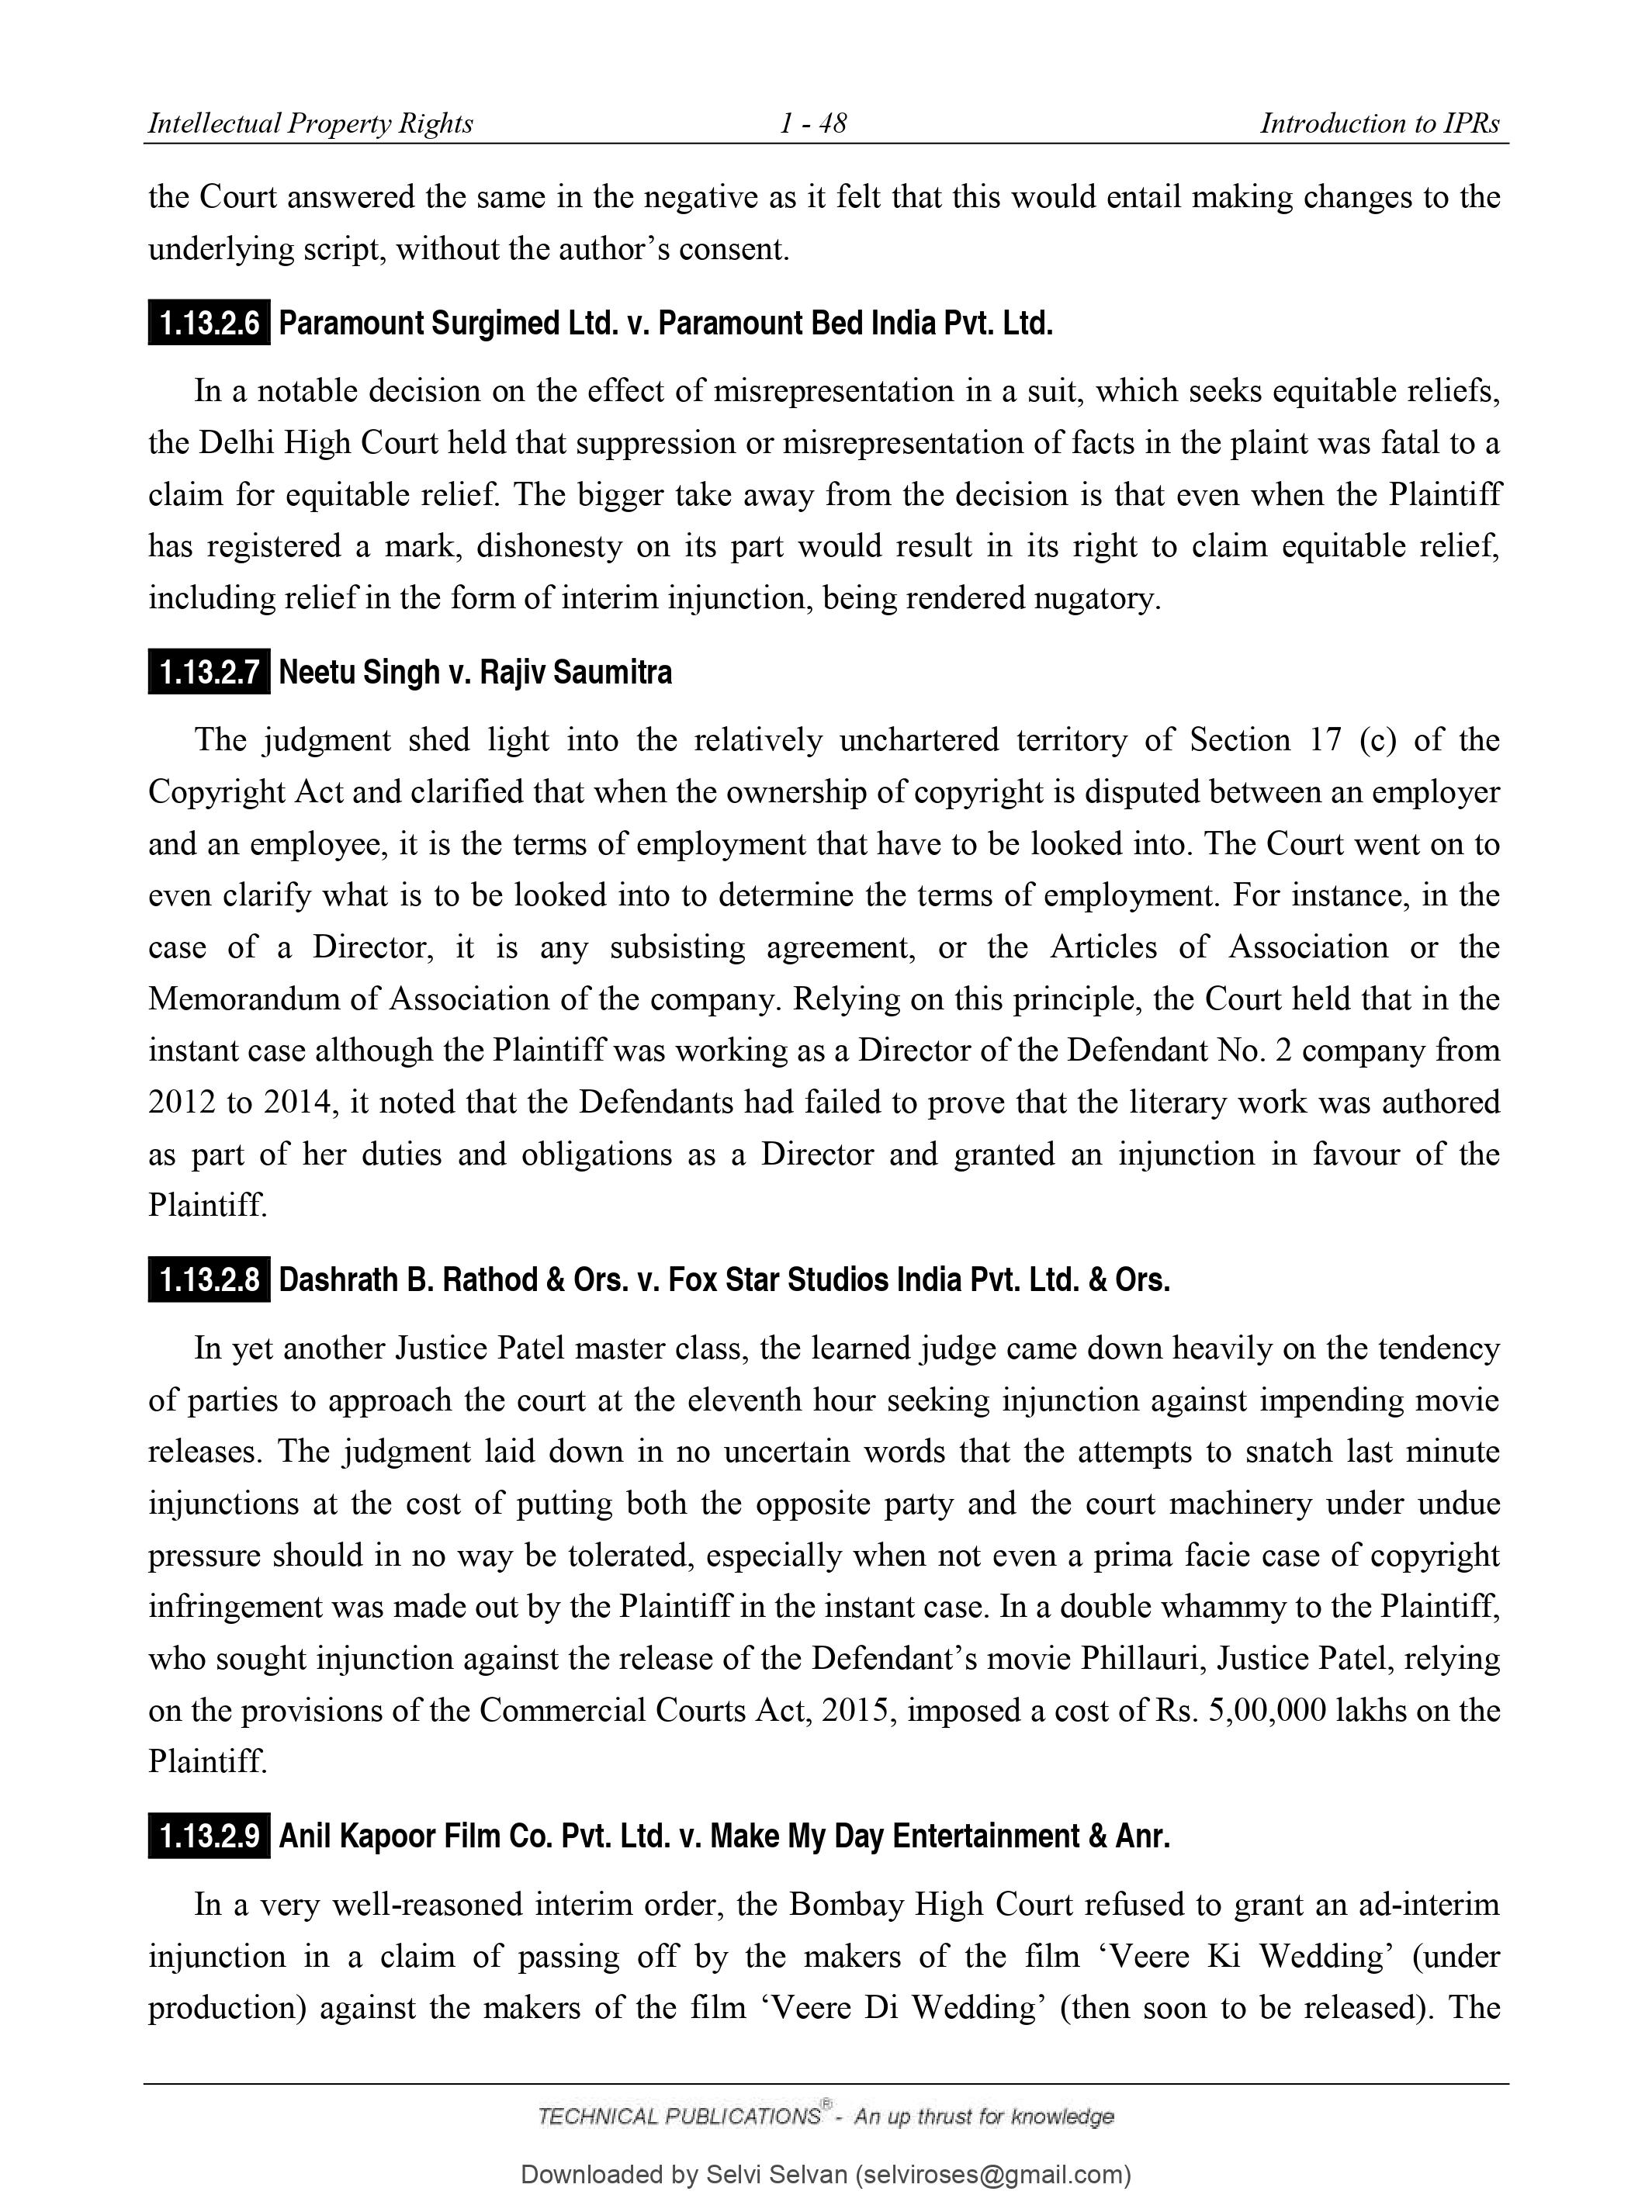 Intellectual Property Rights 1 - 48 Introduction to IPRs
the Court answered the same in the negative as it felt that this would entail making changes to the
underlying script, without the author’s consent.
1.13.2.6 Paramount Surgimed Ltd. v. Paramount Bed India Pvt. Ltd.
In a notable decision on the effect of misrepresentation in a suit, which seeks equitable reliefs,
the Delhi High Court held that suppression or misrepresentation of facts in the plaint was fatal to a
claim for equitable relief. The bigger take away from the decision is that even when the Plaintiff
has registered a mark, dishonesty on its part would result in its right to claim equitable relief,
including relief in the form of interim injunction, being rendered nugatory.
1.13.2.7 Neetu Singh v. Rajiv Saumitra
The judgment shed light into the relatively unchartered territory of Section 17 (c) of the
Copyright Act and clarified that when the ownership of copyright is disputed between an employer
and an employee, it is the terms of employment that have to be looked into. The Court went on to
even clarify what is to be looked into to determine the terms of employment. For instance, in the
case of a Director, it is any subsisting agreement, or the Articles of Association or the
Memorandum of Association of the company. Relying on this principle, the Court held that in the
instant case although the Plaintiff was working as a Director of the Defendant No. 2 company from
2012 to 2014, it noted that the Defendants had failed to prove that the literary work was authored
as part of her duties and obligations as a Director and granted an injunction in favour of the
Plaintiff.
1.13.2.8 Dashrath B. Rathod & Ors. v. Fox Star Studios India Pvt. Ltd. & Ors.
In yet another Justice Patel master class, the learned judge came down heavily on the tendency
of parties to approach the court at the eleventh hour seeking injunction against impending movie
releases. The judgment laid down in no uncertain words that the attempts to snatch last minute
injunctions at the cost of putting both the opposite party and the court machinery under undue
pressure should in no way be tolerated, especially when not even a prima facie case of copyright
infringement was made out by the Plaintiff in the instant case. In a double whammy to the Plaintiff,
who sought injunction against the release of the Defendant’s movie Phillauri, Justice Patel, relying
on the provisions of the Commercial Courts Act, 2015, imposed a cost of Rs. 5,00,000 lakhs on the
Plaintiff.
1.13.2.9 Anil Kapoor Film Co. Pvt. Ltd. v. Make My Day Entertainment & Anr.
In a very well-reasoned interim order, the Bombay High Court refused to grant an ad-interim
injunction in a claim of passing off by the makers of the film ‘Veere Ki Wedding’ (under
production) against the makers of the film ‘Veere Di Wedding’ (then soon to be released). The
TECHNICAL PUBLICATIONS® - An up thrust for knowledge
Downloaded by Selvi Selvan (selviroses@gmail.com)